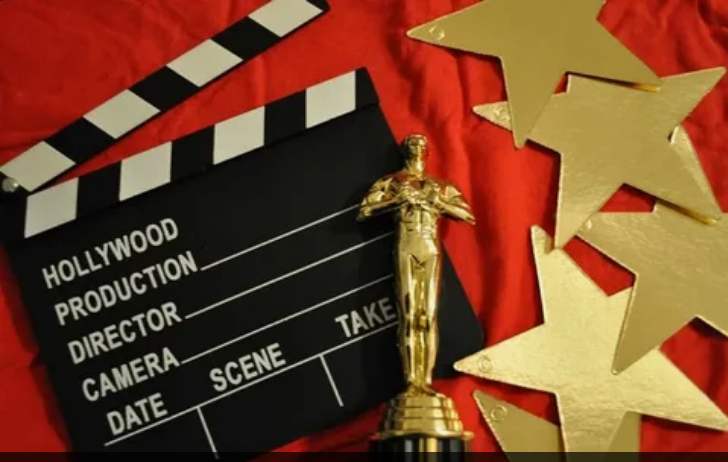 HOLLYWOOD
PRODUCTION
DIRECTOR
CAMERA
DATE SCENE TAKE